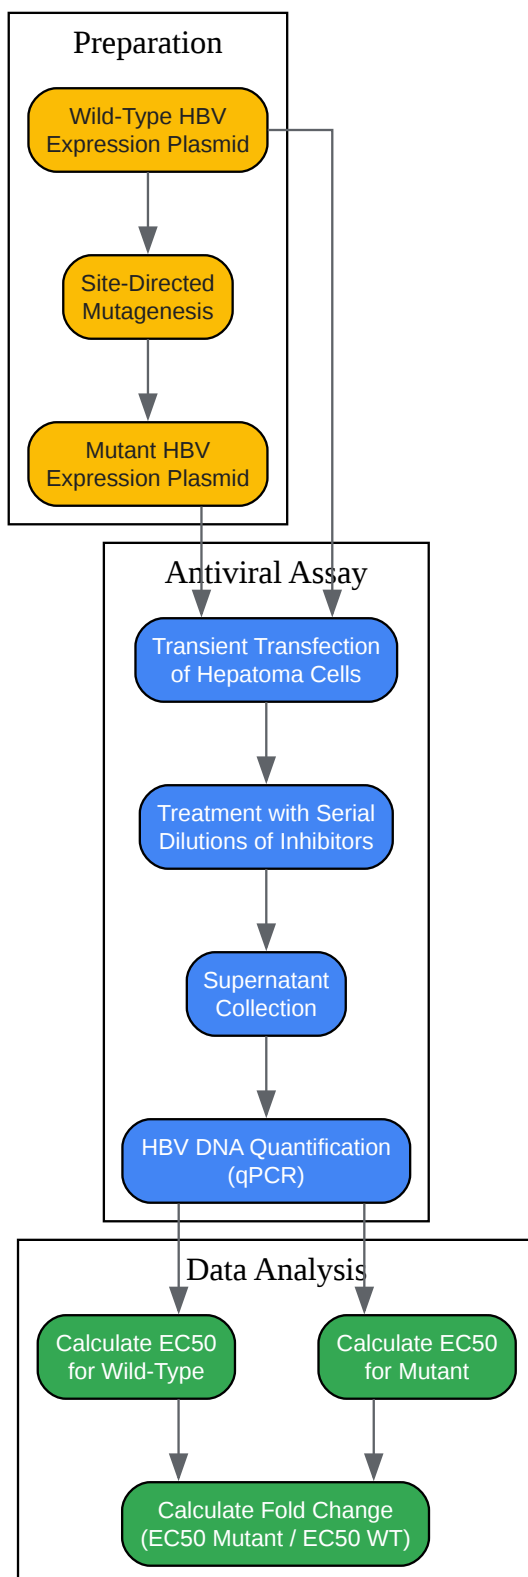 Preparation
Wild-Type HBV
Expression Plasmid
Site-Directed
Mutagenesis
Mutant HBV
Expression Plasmid
Antiviral Assay
Transient Transfection
of Hepatoma Cells
Treatment with Serial
Dilutions of Inhibitors
Supernatant
Collection
HBV DNA Quantification
(qPCR)
Data Analysis
Calculate EC50
for Wild-Type
Calculate EC50
for Mutant
Calculate Fold Change
(EC50 Mutant / EC50 WT)